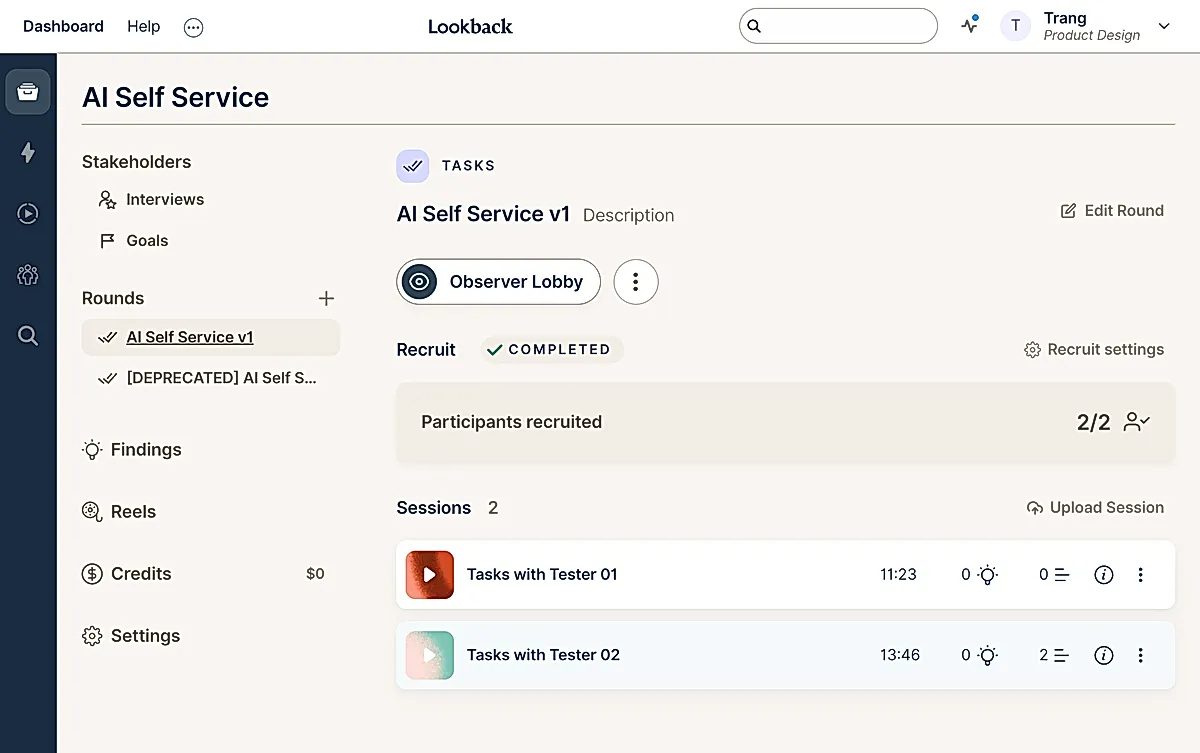 Dashboard Help Lookback T Trang
Product Design
AI Self Service
Stakeholders
Interviews
Goals
Rounds
AI Self Service v1
[DEPRECATED] AI Self S...
Findings
Reels
Credits $0
Settings
TASKS
AI Self Service v1 Description Edit Round
Observer Lobby
Recruit COMPLETED Recruit settings
Participants recruited 2/2
Sessions 2 Upload Session
Tasks with Tester 01 11:23 0 0
Tasks with Tester 02 13:46 0 2